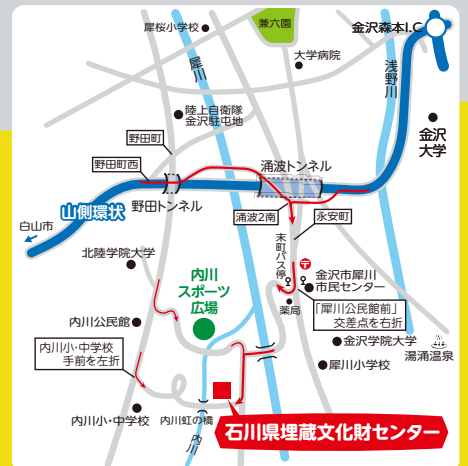 犀桜小学校
兼六園
金沢森本I.C
大学病院
犀川
浅野川
陸上自衛隊
金沢駐屯地
金沢
大学
野田町
野田町西
涌波トンネル
山側環状
野田トンネル
涌波2南
永安町
白山市
北陸学院大学
末町バス停
内川
スポーツ
広場
金沢市犀川
市民センター
薬局
「犀川公民館前」
交差点を右折
内川公民館
金沢学院大学
湯涌温泉
内川小・中学校
手前を左折
犀川小学校
内川小・中学校
内川虹の橋
内川
石川県埋蔵文化財センター